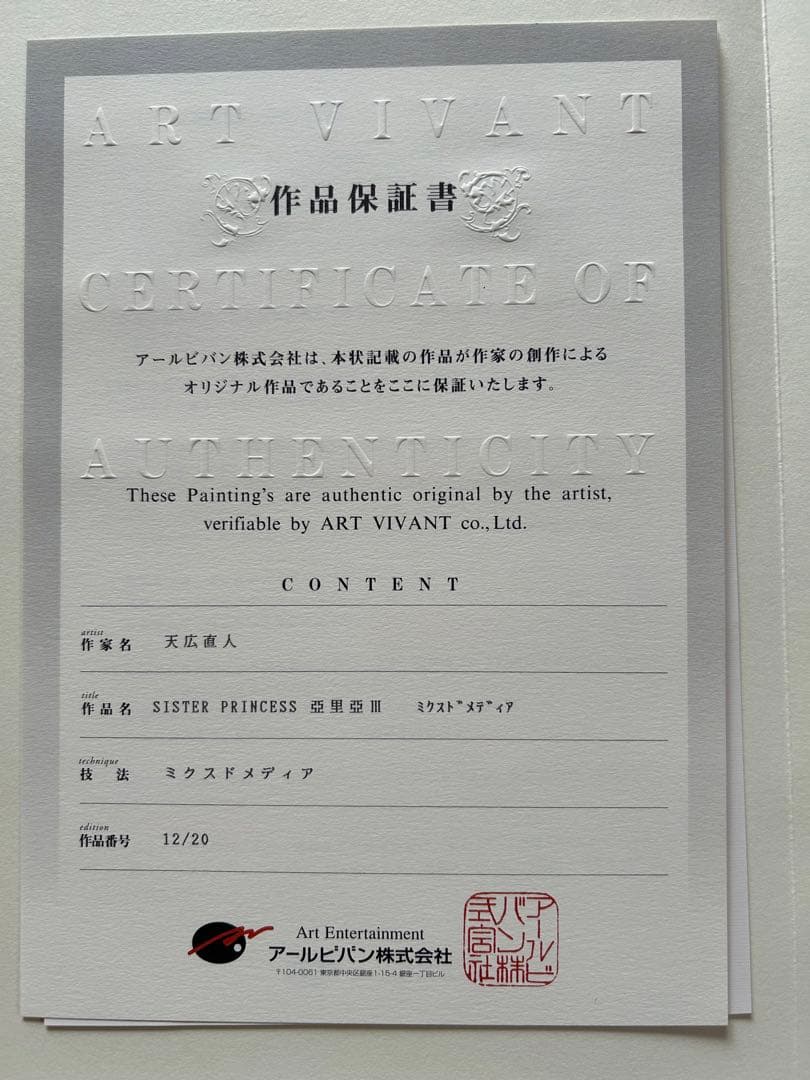 ART VIVANT
作品保証書
CERTIFICATE OF
アールビバン株式会社は、本状記載の作品が作家の創作による
オリジナル作品であることをここに保証いたします。
AUTHENTICITY
These Painting's are authentic original by the artist,
verifiable by ART VIVANT co., Ltd.
CONTENT
artist
作家名 天広直人
title
作品名 SISTER PRINCESS 亞里亞Ⅲ ﾐｸｽﾄﾞﾒﾃﾞｨｱ
technique
技法 ミクスドメディア
edition
作品番号 12/20
Art Entertainment
アールビバン株式会社
〒104-0061 東京都中央区銀座1-15-4 銀座一丁目ビル
アールビ
バン株
式会社